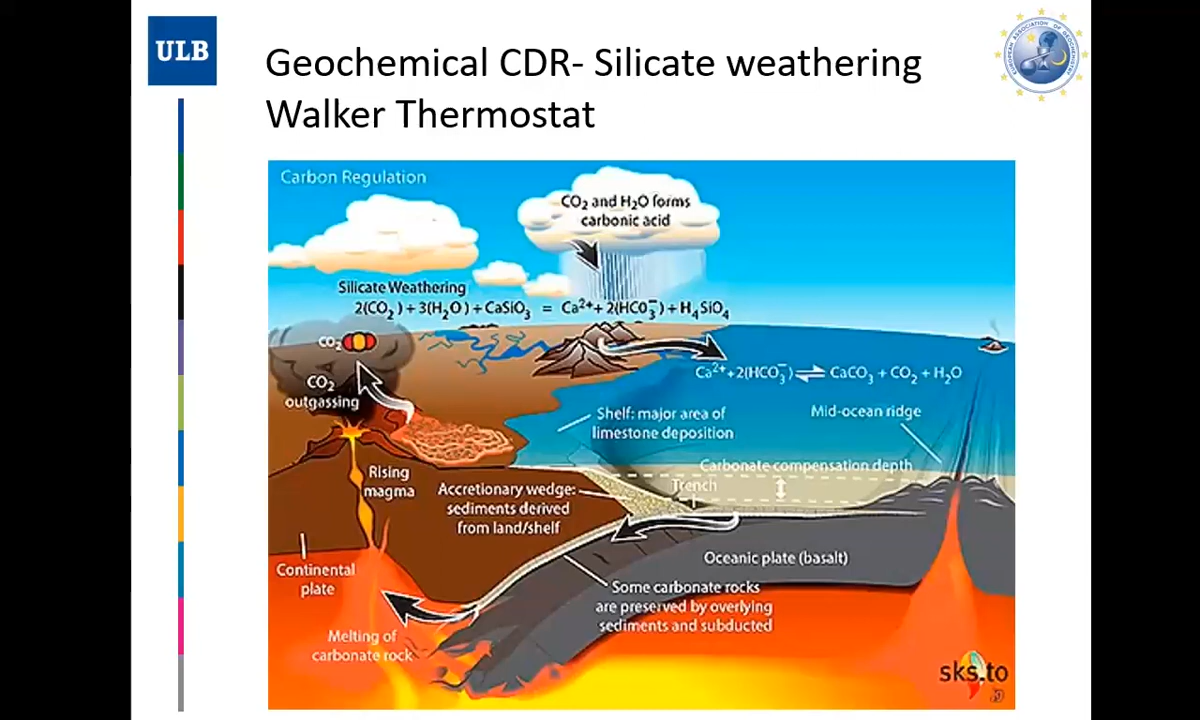 ULB
EUROPEAN ASSOCIATION OF GEOCHEMISTRY
Geochemical CDR- Silicate weathering
Walker Thermostat
Carbon Regulation
CO₂ and H₂O forms
carbonic acid
Silicate Weathering
2(CO₂) + 3(H₂O) + CaSiO₃ = Ca²⁺+ 2(HCO₃⁻) + H₄SiO₄
CO₂
CO₂
outgassing
Ca²⁺+2(HCO₃⁻) ⇌ CaCO₃ + CO₂ + H₂O
Shelf: major area of
limestone deposition
Mid-ocean ridge
Carbonate compensation depth
Trench
Rising
magma
Accretionary wedge:
sediments derived
from land/shelf
Oceanic plate (basalt)
Continental
plate
Some carbonate rocks
are preserved by overlying
sediments and subducted
Melting of
carbonate rock
sks.to